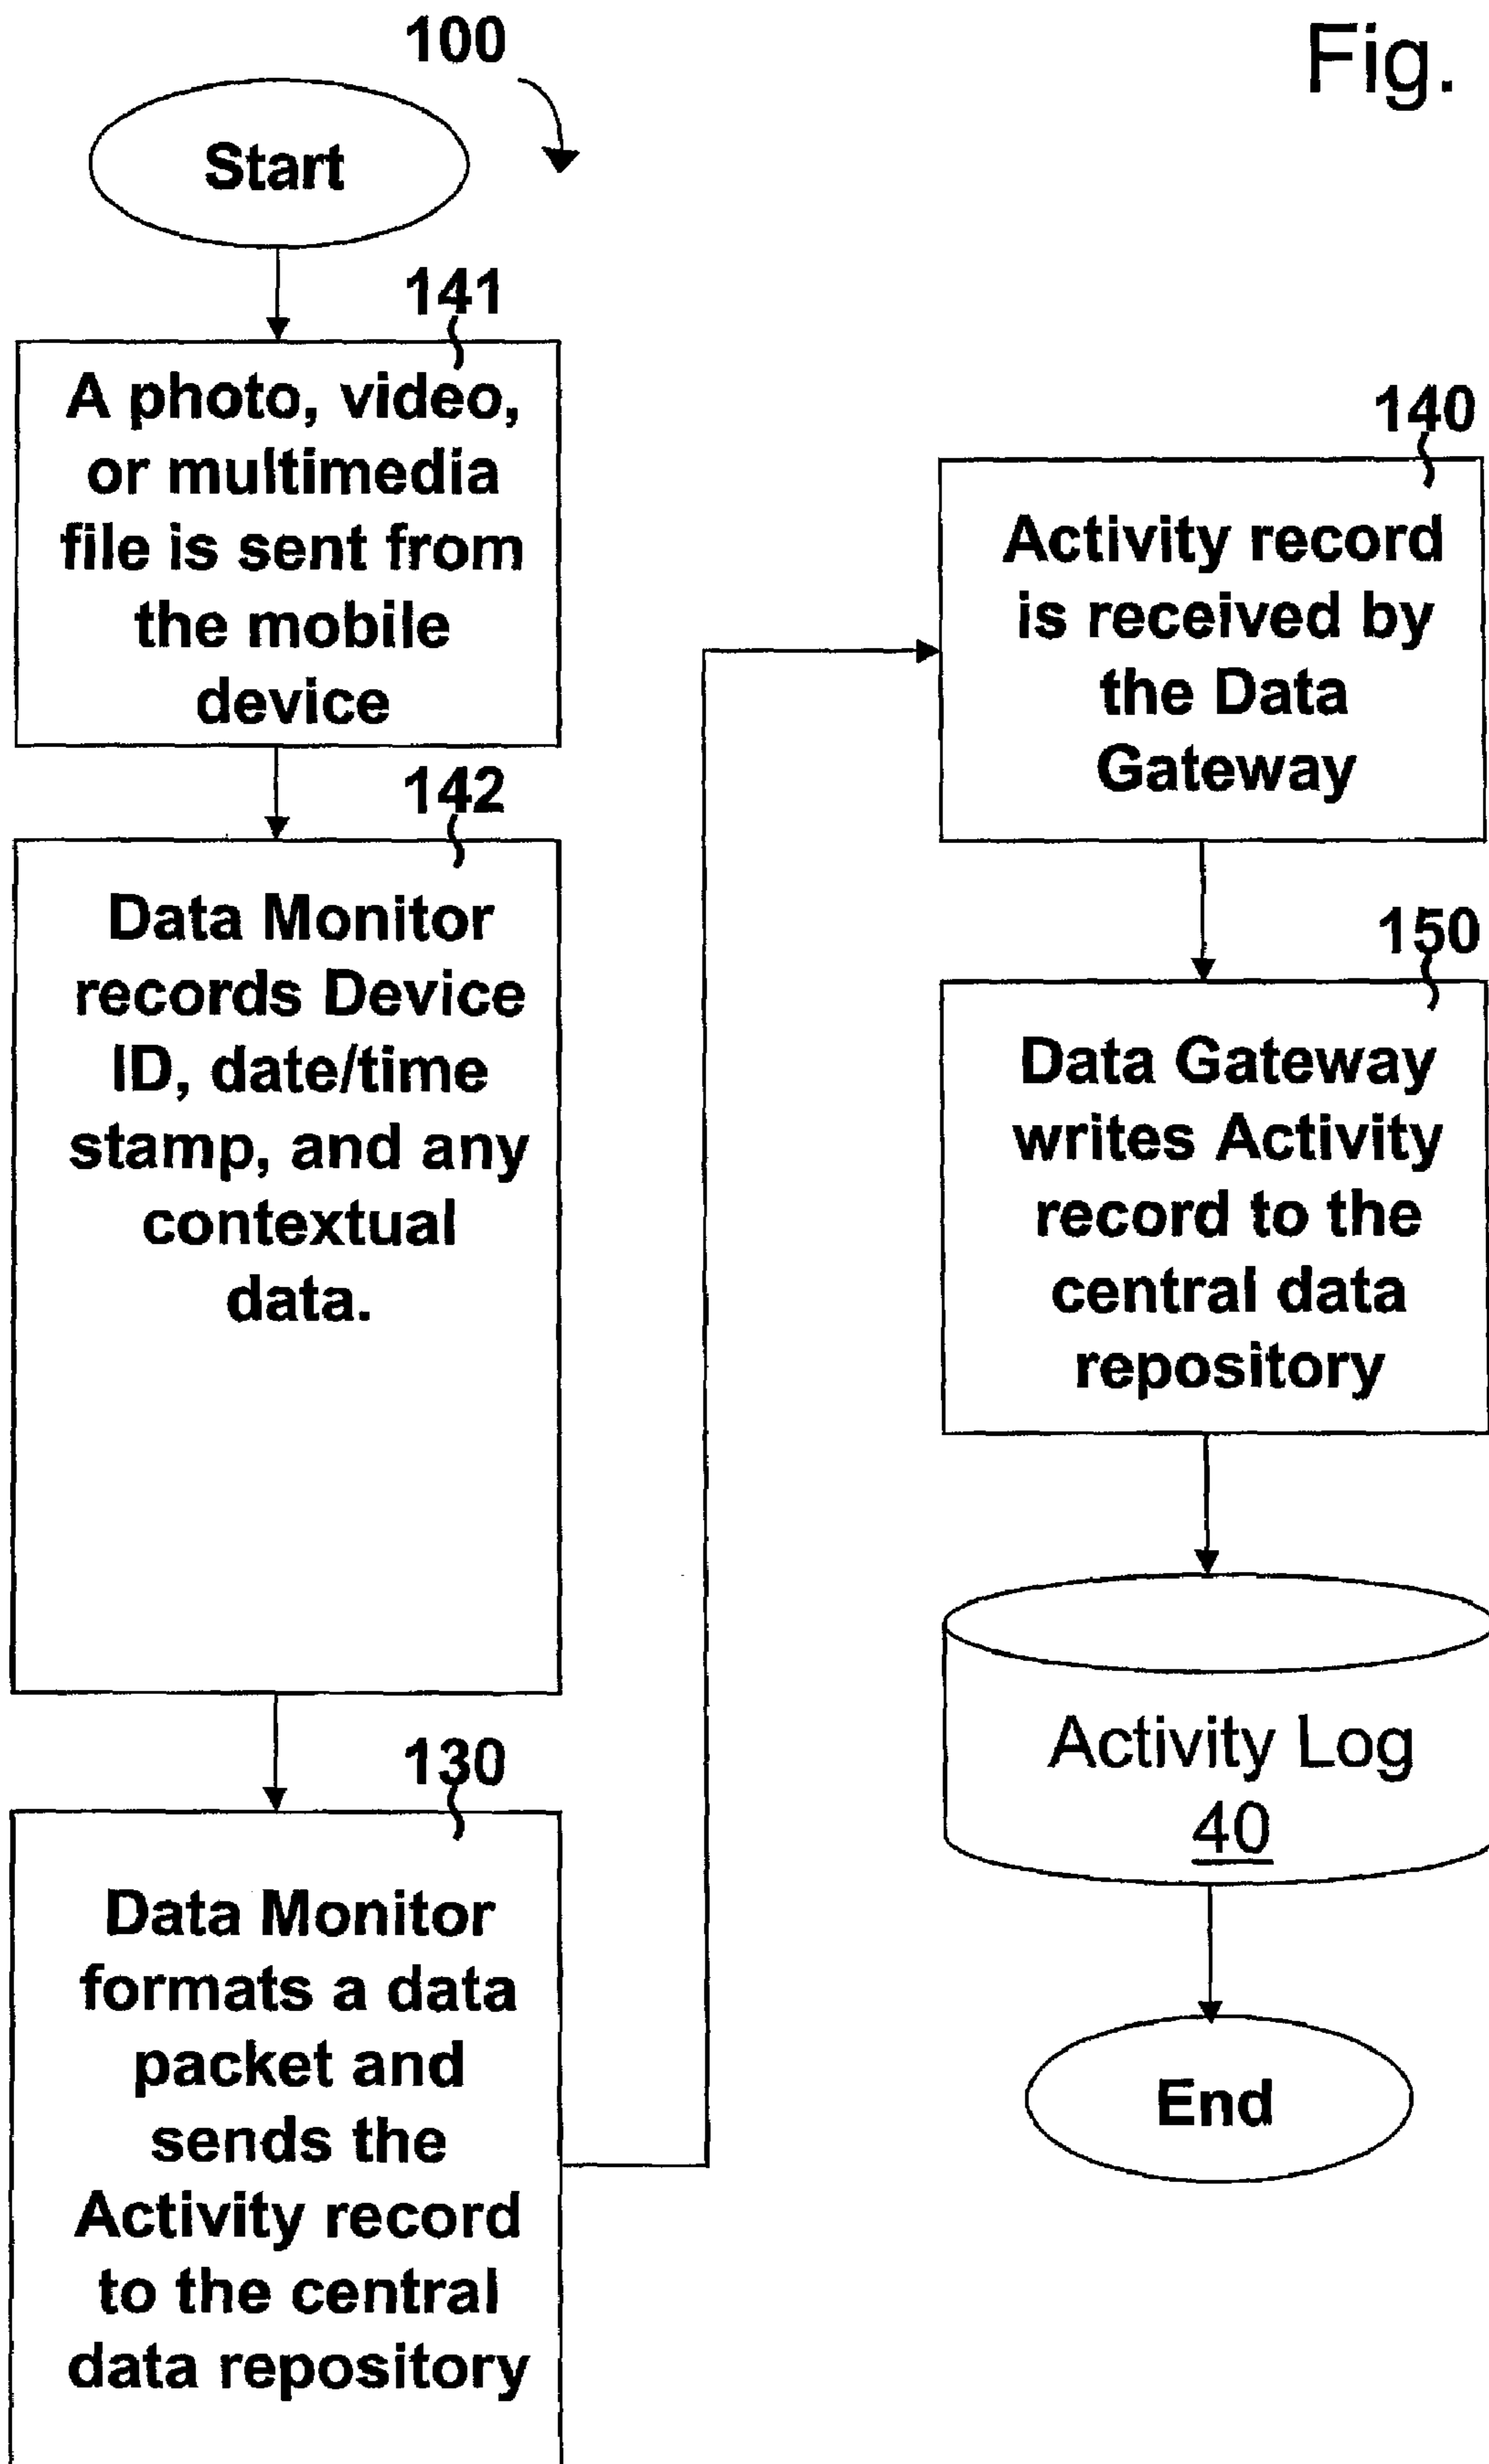 100
Fig.
Start
141
A photo, video,
or multimedia
file is sent from
the mobile
device
142
Data Monitor
records Device
ID, date/time
stamp, and any
contextual
data.
130
Data Monitor
formats a data
packet and
sends the
Activity record
to the central
data repository
140
Activity record
is received by
the Data
Gateway
150
Data Gateway
writes Activity
record to the
central data
repository
Activity Log
40
End